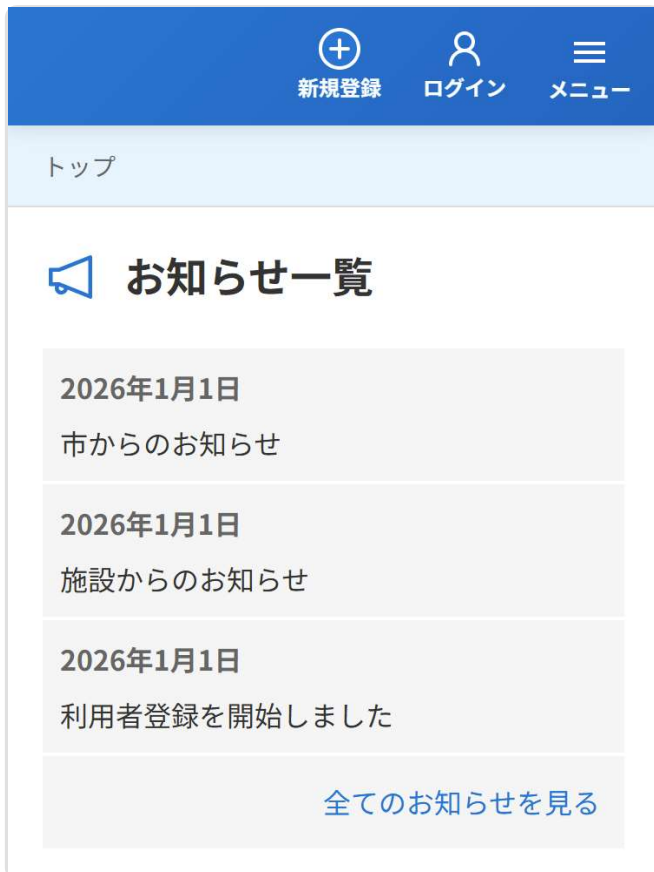 新規登録
ログイン
メニュー
トップ
お知らせ一覧
2026年1月1日
市からのお知らせ
2026年1月1日
施設からのお知らせ
2026年1月1日
利用者登録を開始しました
全てのお知らせを見る